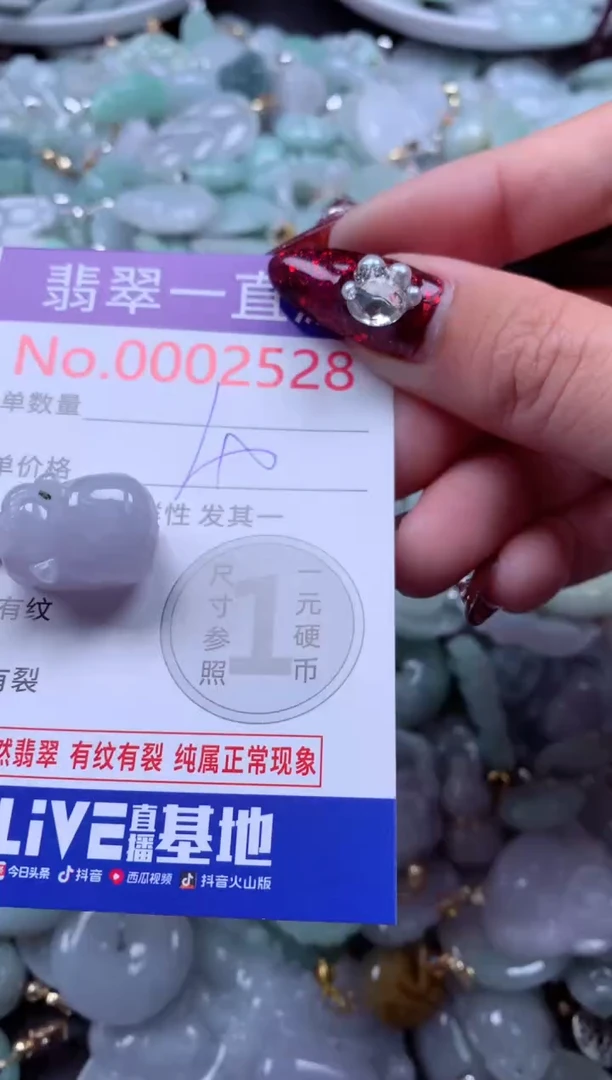 翡翠一直
No.0002528
单数量
单价格
性 发其一
有纹
有裂
尺寸参照
1
一元硬币
然翡翠 有纹有裂 纯属正常现象
LiVE直播基地
今日头条 抖音 西瓜视频 抖音火山版